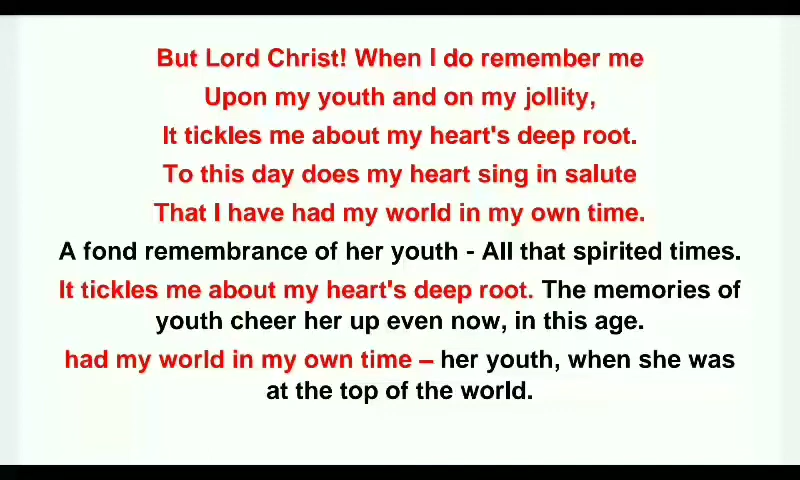 But Lord Christ! When I do remember me
Upon my youth and on my jollity,
It tickles me about my heart's deep root.
To this day does my heart sing in salute
That I have had my world in my own time.
A fond remembrance of her youth - All that spirited times.
It tickles me about my heart's deep root. The memories of
youth cheer her up even now, in this age.
had my world in my own time – her youth, when she was
at the top of the world.